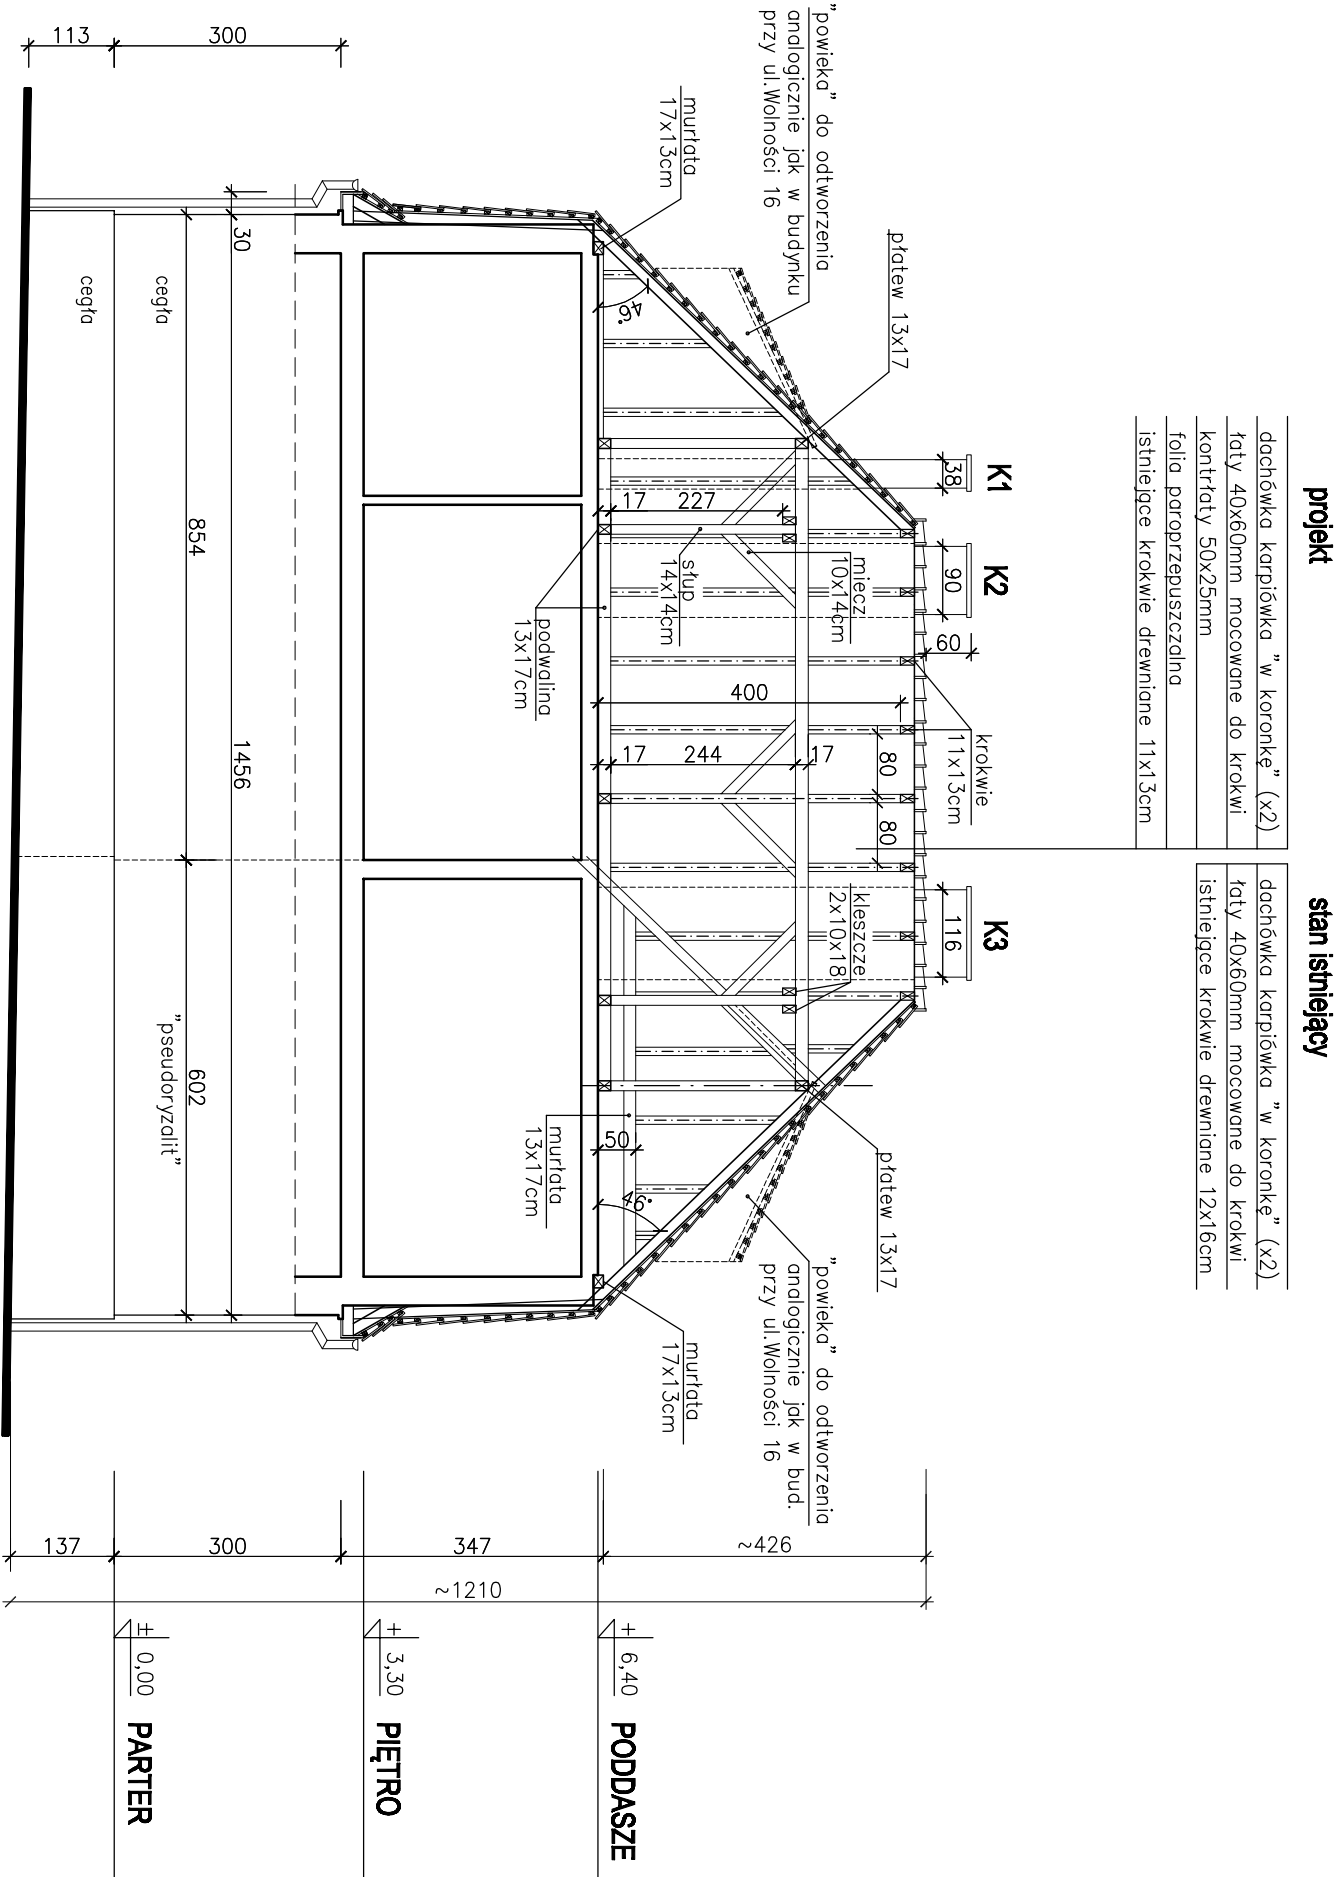 projekt
dachówka karpiówka ” w koronkę” (x2)
łaty 40x60mm mocowane do krokwi
kontrłaty 50x25mm
folia paroprzepuszczalna
istniejące krokwie drewniane 11x13cm
stan istniejący
dachówka karpiówka ” w koronkę” (x2)
łaty 40x60mm mocowane do krokwi
istniejące krokwie drewniane 12x16cm
K1
K2
K3
38
90
116
60
krokwie
11x13cm
płatew 13x17
płatew 13x17
”powieka” do odtworzenia
analogicznie jak w budynku
przy ul.Wolności 16
”powieka” do odtworzenia
analogicznie jak w bud.
przy ul.Wolności 16
kleszcze
2x10x18
miecz
10x14cm
słup
14x14cm
80
80
400
17
227
17
244
17
murłata
17x13cm
murłata
17x13cm
46°
46°
50
podwalina
13x17cm
murłata
13x17cm
30
1456
854
602
”pseudoryzalit”
cegła
cegła
300
113
~426
347
300
137
~1210
+ 6,40
PODDASZE
+ 3,30
PIĘTRO
± 0,00
PARTER